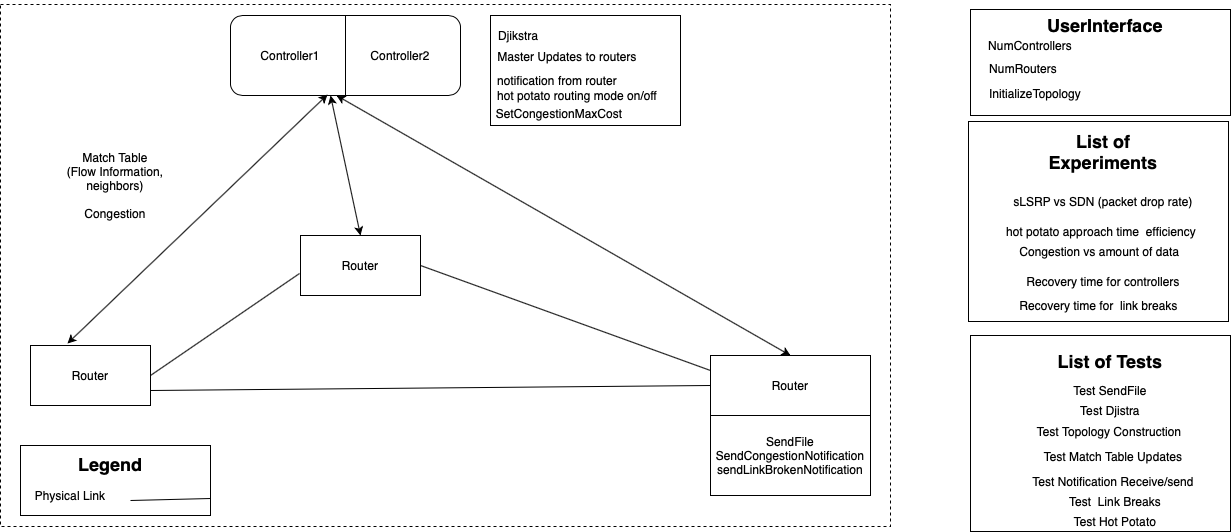 Controller1
Controller2
Djikstra
Master Updates to routers
notification from router
hot potato routing mode on/off
SetCongestionMaxCost
Match Table
(Flow Information,
neighbors)
Congestion
Router
Router
Router
SendFile
SendCongestionNotification
sendLinkBrokenNotification
Legend
Physical Link
UserInterface
NumControllers
NumRouters
InitializeTopology
List of
Experiments
sLSRP vs SDN (packet drop rate)
hot potato approach time efficiency
Congestion vs amount of data
Recovery time for controllers
Recovery time for link breaks
List of Tests
Test SendFile
Test Djistra
Test Topology Construction
Test Match Table Updates
Test Notification Receive/send
Test Link Breaks
Test Hot Potato